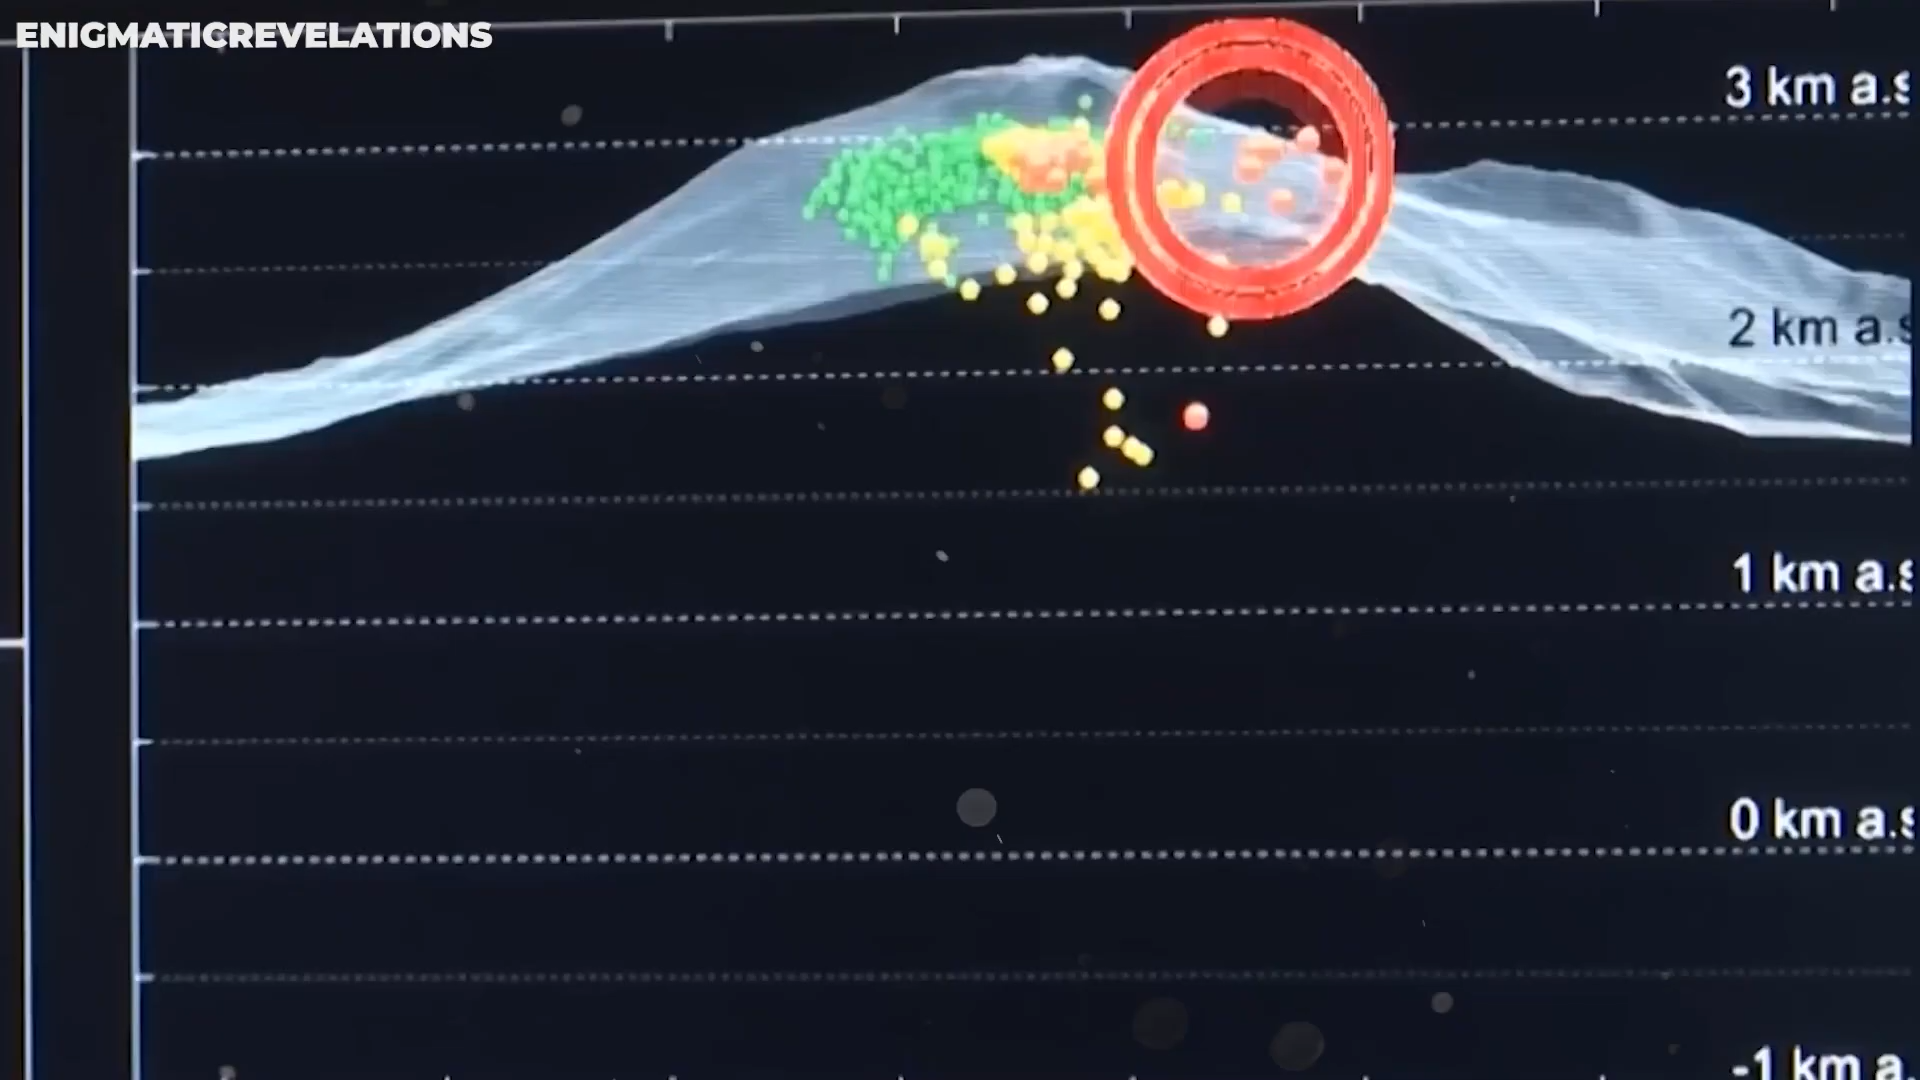 ENIGMATICREVELATIONS
3 km a.s
2 km a.s
1 km a.s
0 km a.s
-1 km a.